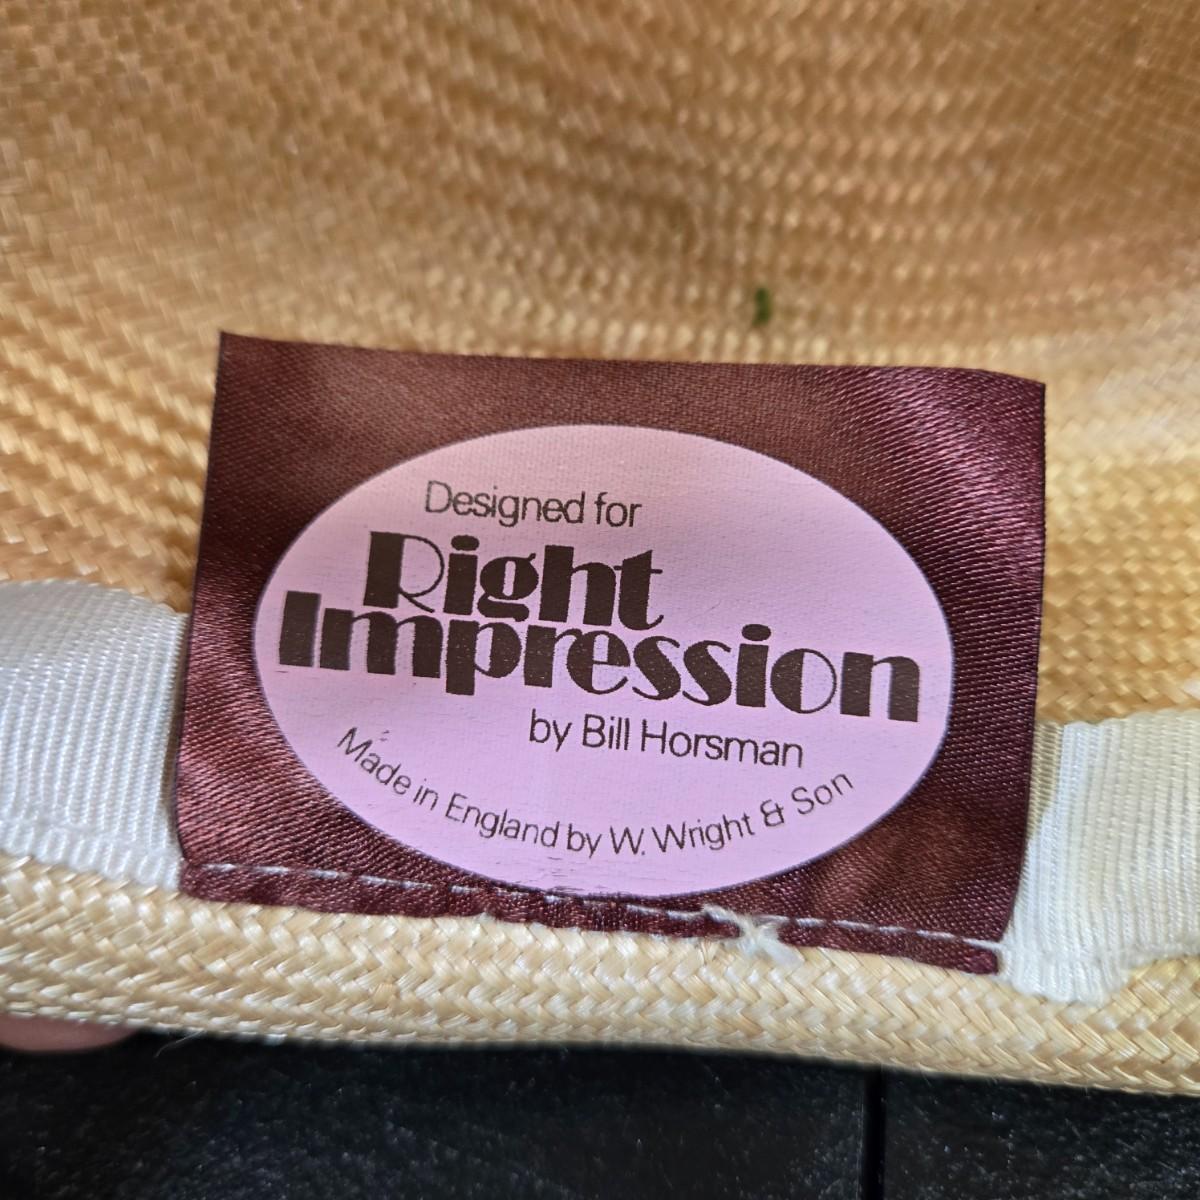 Designed for
Right
Impression
by Bill Horsman
Made in England by W. Wright & Son